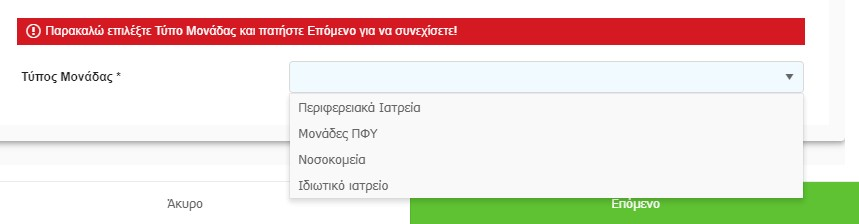 Παρακαλώ επιλέξτε Τύπο Μονάδας και πατήστε Επόμενο για να συνεχίσετε!
Τύπος Μονάδας *
Περιφερειακά Ιατρεία
Μονάδες ΠΦΥ
Νοσοκομεία
Ιδιωτικό ιατρείο
Άκυρο Επόμενο